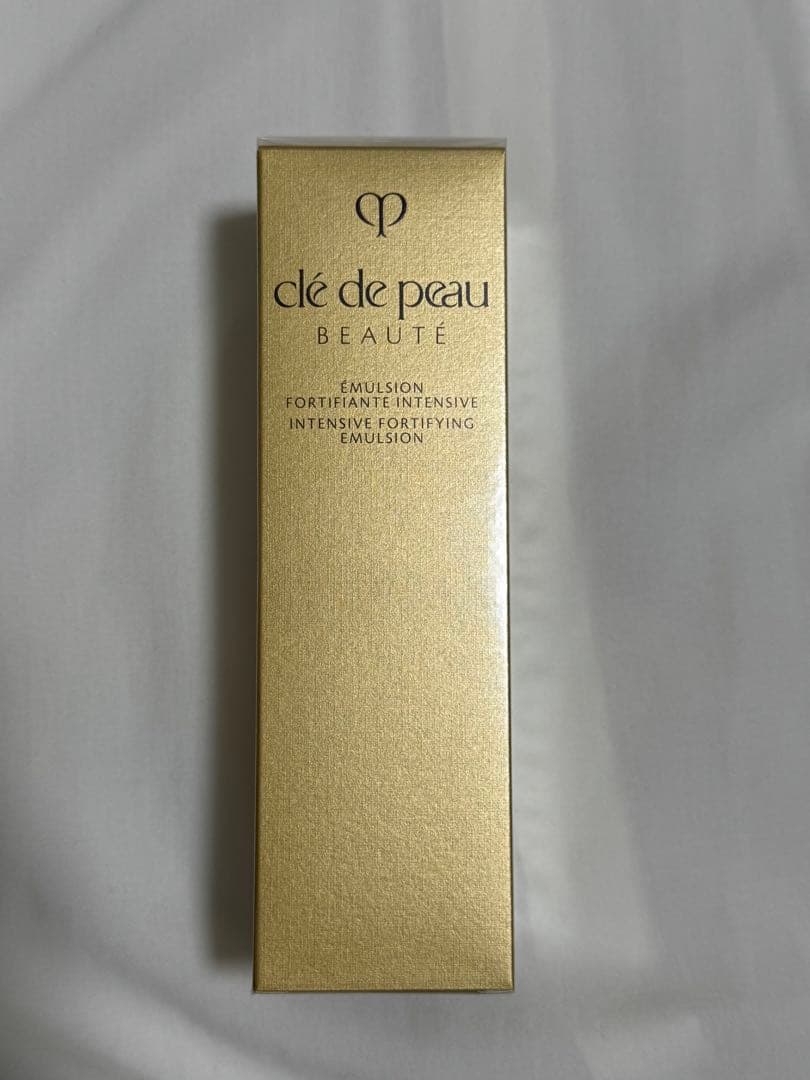 clé de peau
BEAUTÉ
ÉMULSION
FORTIFIANTE INTENSIVE
INTENSIVE FORTIFYING
EMULSION